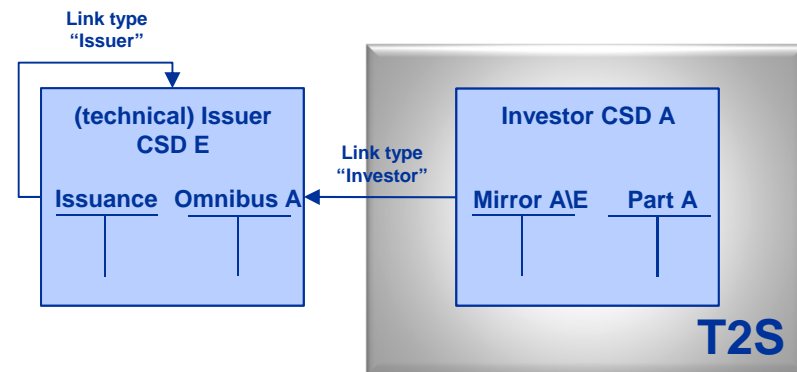 Link type
“Issuer”
(technical) Issuer
CSD E
Issuance Omnibus A
Link type
“Investor”
Investor CSD A
Mirror A\E Part A
T2S